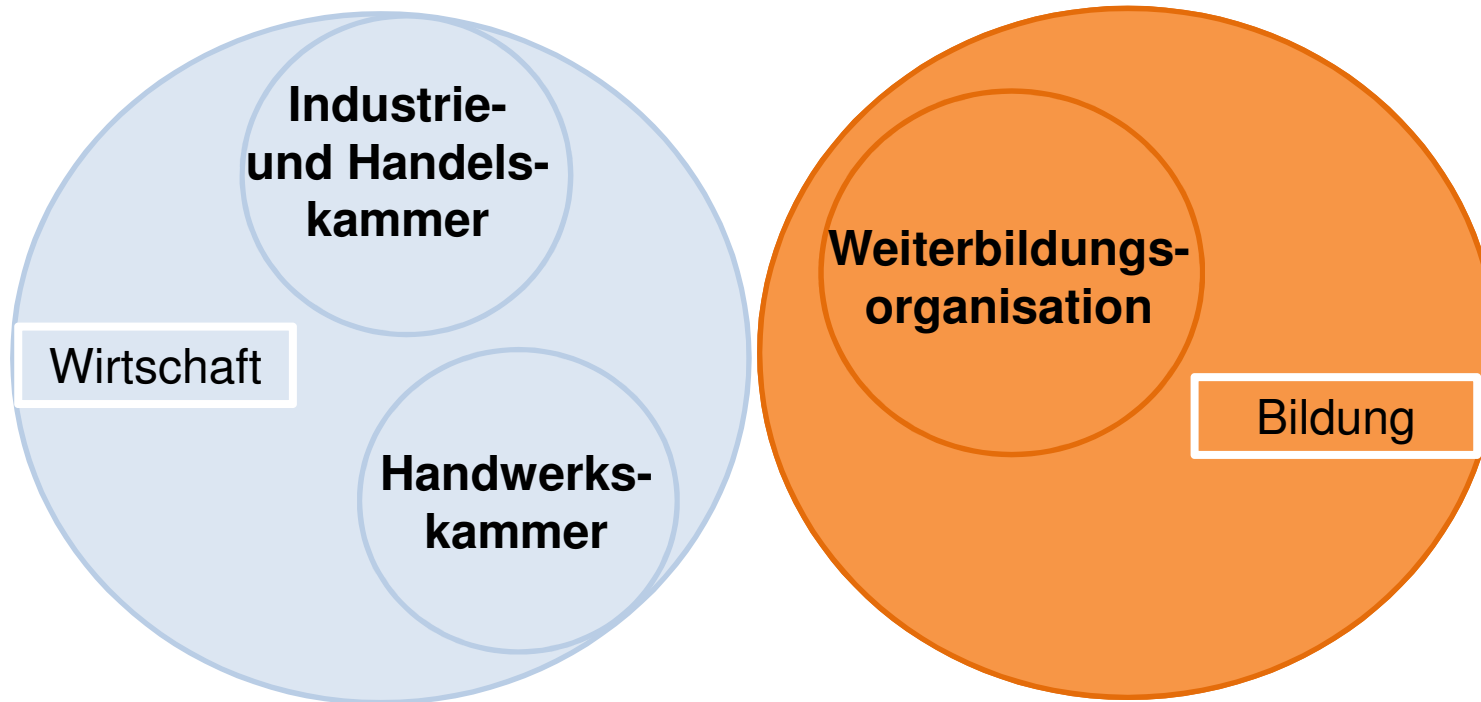 Industrie-
und Handels-
kammer
Wirtschaft
Handwerks-
kammer
Weiterbildungs-
organisation
Bildung